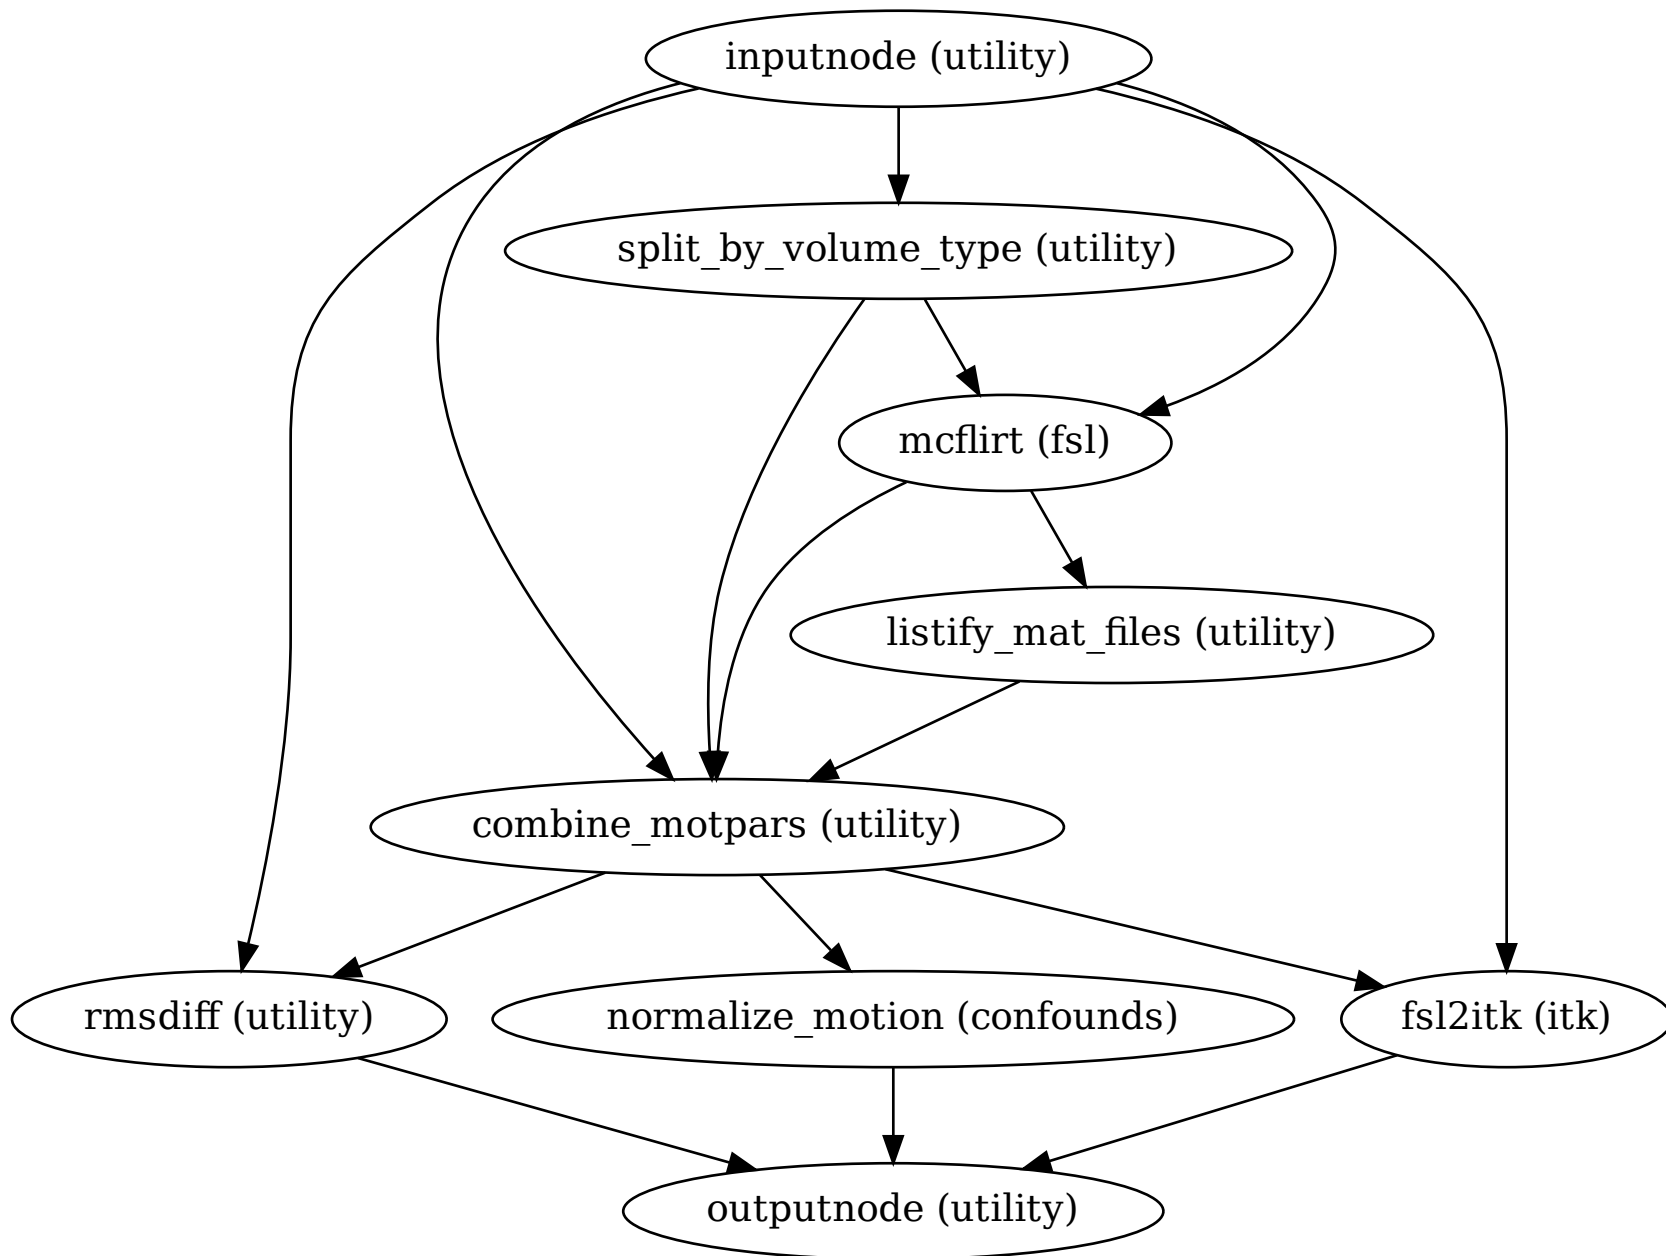 inputnode (utility)
split_by_volume_type (utility)
mcflirt (fsl)
listify_mat_files (utility)
combine_motpars (utility)
rmsdiff (utility)
normalize_motion (confounds)
fsl2itk (itk)
outputnode (utility)